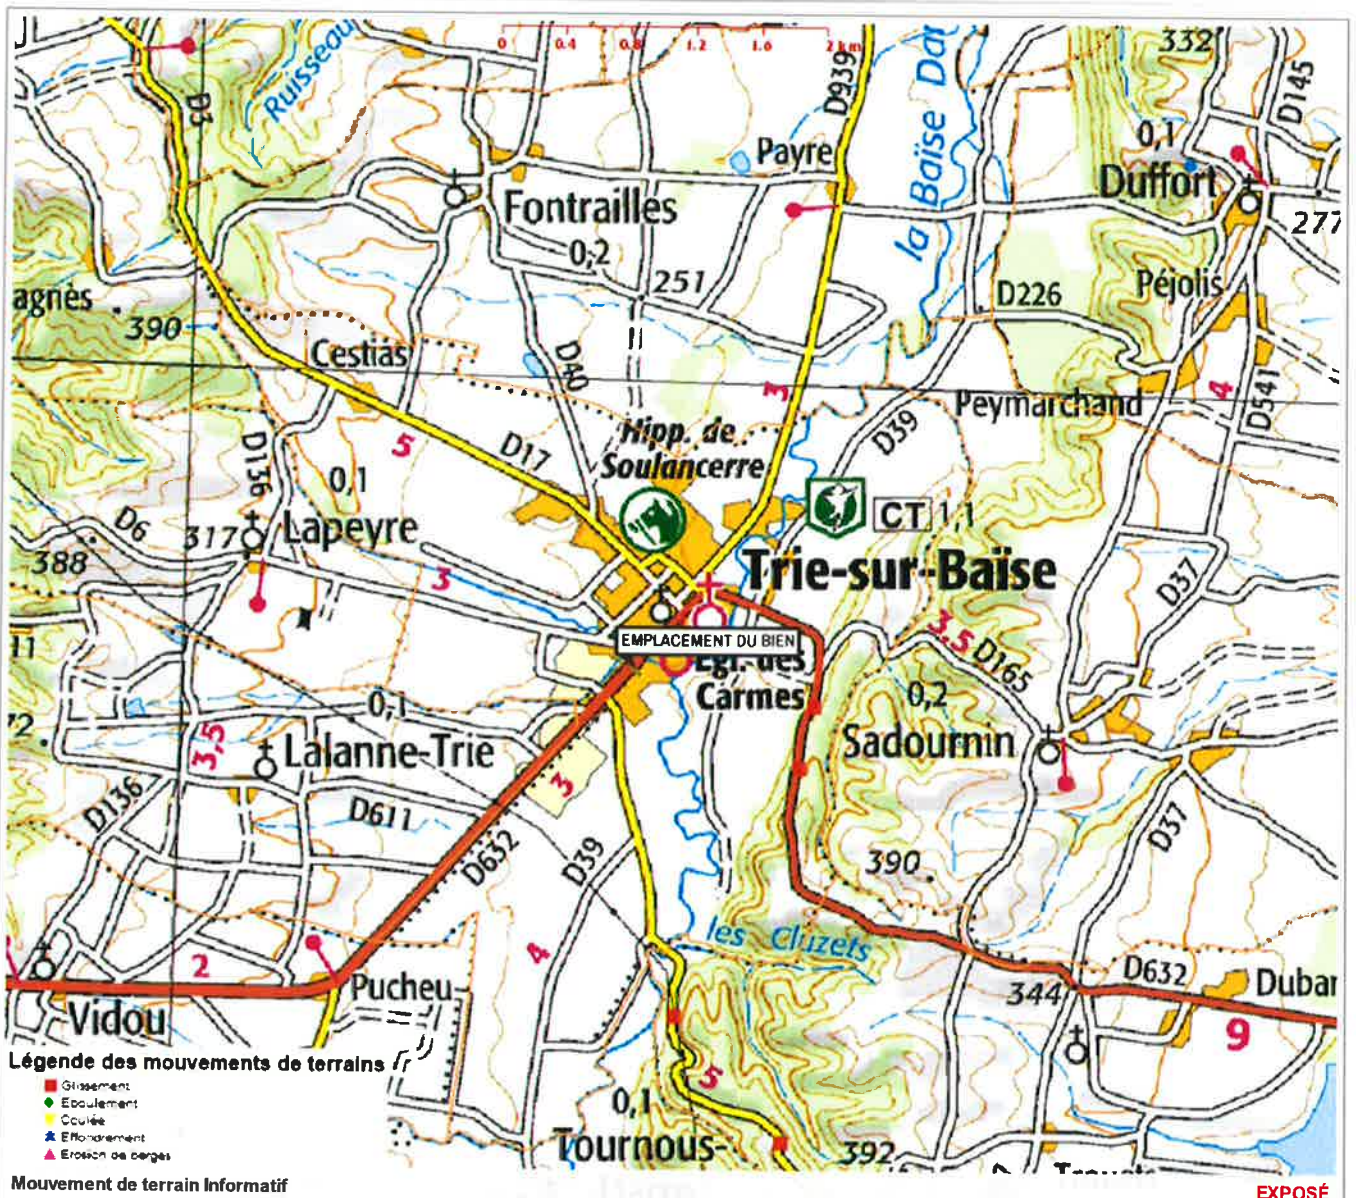 0 0.4 0.8 1.2 1.6 2 km
332
Ruisseau
D3
D939
la Baïse Dar
D145
0,1
Payre
Duffort
Fontrailles
277
0,2
251
Péjolis
agnès
390
D226
Cestias
D40
3
4
D541
Peymarchand
D39
Hipp. de
Soulancerre
5
D17
D136
0,1
D6
317
Lapeyre
CT 1,1
388
Trie-sur-Baïse
3
D37
3,5
D165
EMPLACEMENT DU BIEN
11
Égl. des
Carmes
0,1
0,2
72
3,5
Lalanne-Trie
Sadournin
3
D136
D611
D632
D39
D37
390
les Cluzets
4
2
Pucheu
D632
Dubar
344
Vidou
9
Légende des mouvements de terrains
Glissement
Eboulement
Coulée
Effondrement
Erosion de berges
5
0,1
Tournous-
392
Mouvement de terrain Informatif
EXPOSÉ